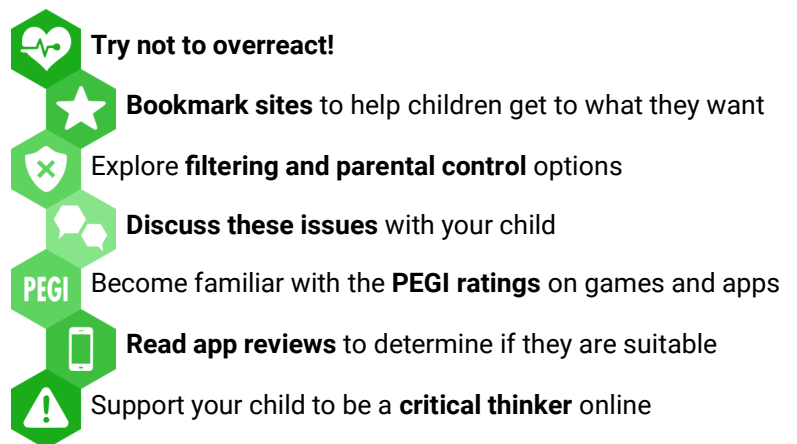 Try not to overreact!
Bookmark sites to help children get to what they want
Explore filtering and parental control options
Discuss these issues with your child
PEGI Become familiar with the PEGI ratings on games and apps
Read app reviews to determine if they are suitable
Support your child to be a critical thinker online